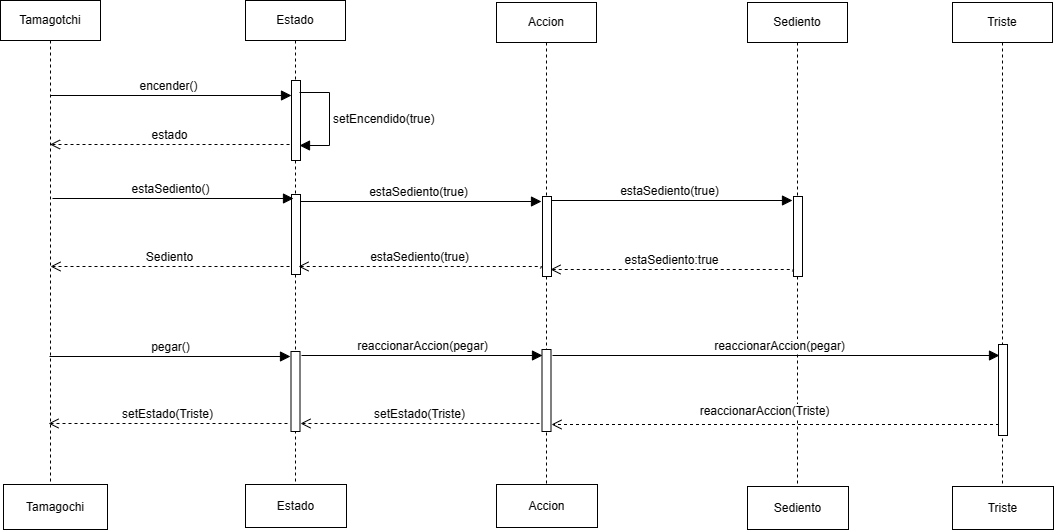 Tamagotchi
Estado
Accion
Sediento
Triste
encender()
setEncendido(true)
estado
estaSediento()
estaSediento(true)
estaSediento(true)
Sediento
estaSediento(true)
estaSediento:true
pegar()
reaccionarAccion(pegar)
reaccionarAccion(pegar)
setEstado(Triste)
setEstado(Triste)
reaccionarAccion(Triste)
Tamagochi
Estado
Accion
Sediento
Triste